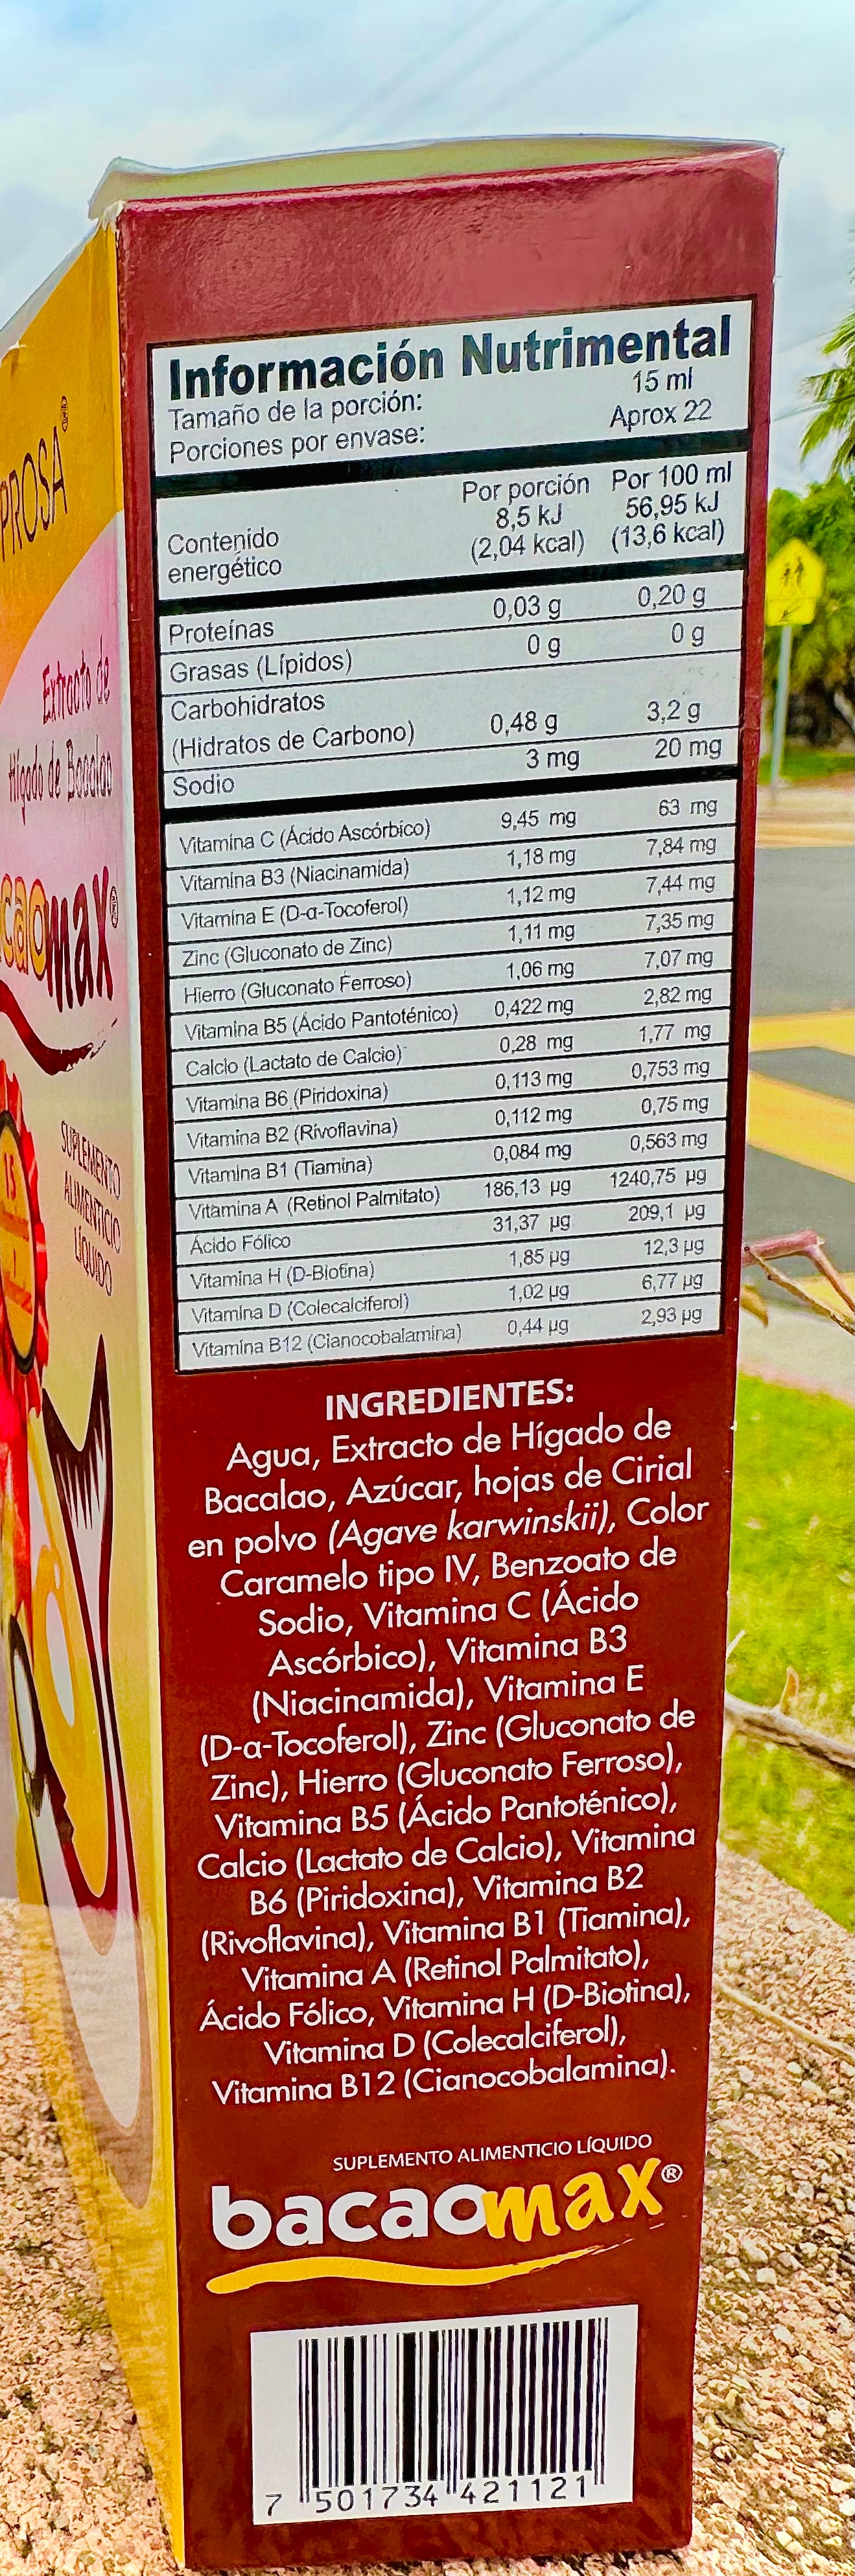 PROSA®
Extracto de
Hígado de Bacalao
caomax®
SUPLEMENTO
ALIMENTICIO
LÍQUIDO
15
Información Nutrimental
Tamaño de la porción: 15 ml
Porciones por envase: Aprox 22
Por porción Por 100 ml
Contenido 8,5 kJ 56,95 kJ
energético (2,04 kcal) (13,6 kcal)
Proteínas 0,03 g 0,20 g
Grasas (Lípidos) 0 g 0 g
Carbohidratos
(Hidratos de Carbono) 0,48 g 3,2 g
Sodio 3 mg 20 mg
Vitamina C (Ácido Ascórbico) 9,45 mg 63 mg
Vitamina B3 (Niacinamida) 1,18 mg 7,84 mg
Vitamina E (D-α-Tocoferol) 1,12 mg 7,44 mg
Zinc (Gluconato de Zinc) 1,11 mg 7,35 mg
Hierro (Gluconato Ferroso) 1,06 mg 7,07 mg
Vitamina B5 (Ácido Pantoténico) 0,422 mg 2,82 mg
Calcio (Lactato de Calcio) 0,28 mg 1,77 mg
Vitamina B6 (Piridoxina) 0,113 mg 0,753 mg
Vitamina B2 (Rivoflavina) 0,112 mg 0,75 mg
Vitamina B1 (Tiamina) 0,084 mg 0,563 mg
Vitamina A (Retinol Palmitato) 186,13 µg 1240,75 µg
Ácido Fólico 31,37 µg 209,1 µg
Vitamina H (D-Biotina) 1,85 µg 12,3 µg
Vitamina D (Colecalciferol) 1,02 µg 6,77 µg
Vitamina B12 (Cianocobalamina) 0,44 µg 2,93 µg
INGREDIENTES:
Agua, Extracto de Hígado de
Bacalao, Azúcar, hojas de Cirial
en polvo (Agave karwinskii), Color
Caramelo tipo IV, Benzoato de
Sodio, Vitamina C (Ácido
Ascórbico), Vitamina B3
(Niacinamida), Vitamina E
(D-α-Tocoferol), Zinc (Gluconato de
Zinc), Hierro (Gluconato Ferroso),
Vitamina B5 (Ácido Pantoténico),
Calcio (Lactato de Calcio), Vitamina
B6 (Piridoxina), Vitamina B2
(Rivoflavina), Vitamina B1 (Tiamina),
Vitamina A (Retinol Palmitato),
Ácido Fólico, Vitamina H (D-Biotina),
Vitamina D (Colecalciferol),
Vitamina B12 (Cianocobalamina).
SUPLEMENTO ALIMENTICIO LÍQUIDO
bacaomax®
7 501734 421121